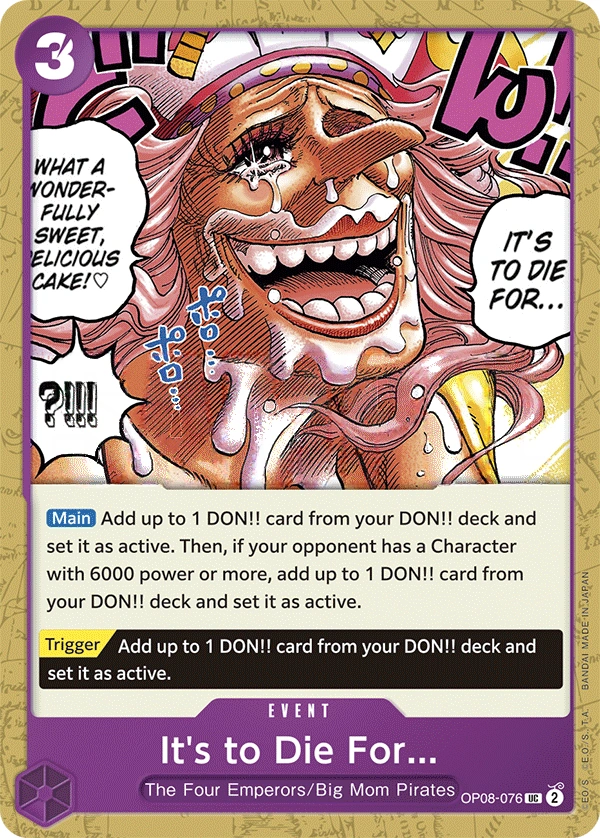 3
WHAT A
WONDER-
FULLY
SWEET,
ELICIOUS
CAKE!♡
IT'S
TO DIE
FOR...
?!!!
Main Add up to 1 DON!! card from your DON!! deck and
set it as active. Then, if your opponent has a Character
with 6000 power or more, add up to 1 DON!! card from
your DON!! deck and set it as active.
Trigger Add up to 1 DON!! card from your DON!! deck and
set it as active.
EVENT
It's to Die For...
The Four Emperors/Big Mom Pirates
OP08-076 UC 2
©E.O.S. ©E.O.S.,T.A. BANDAI MADE IN JAPAN